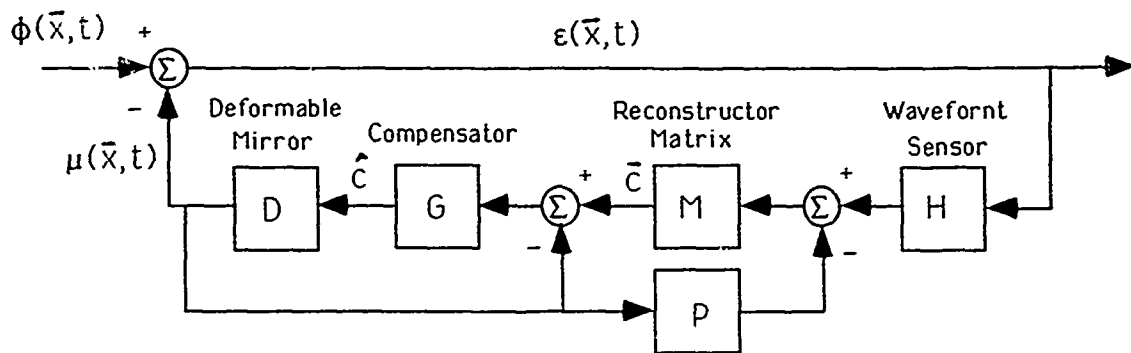 ϕ(x̄,t) + Σ ε(x̄,t)
−
μ(x̄,t)
Deformable
Mirror
D
ĉ
Compensator
G
+
Σ
−
c̄
Reconstructor
Matrix
M
+
Σ
−
Wavefornt
Sensor
H
P